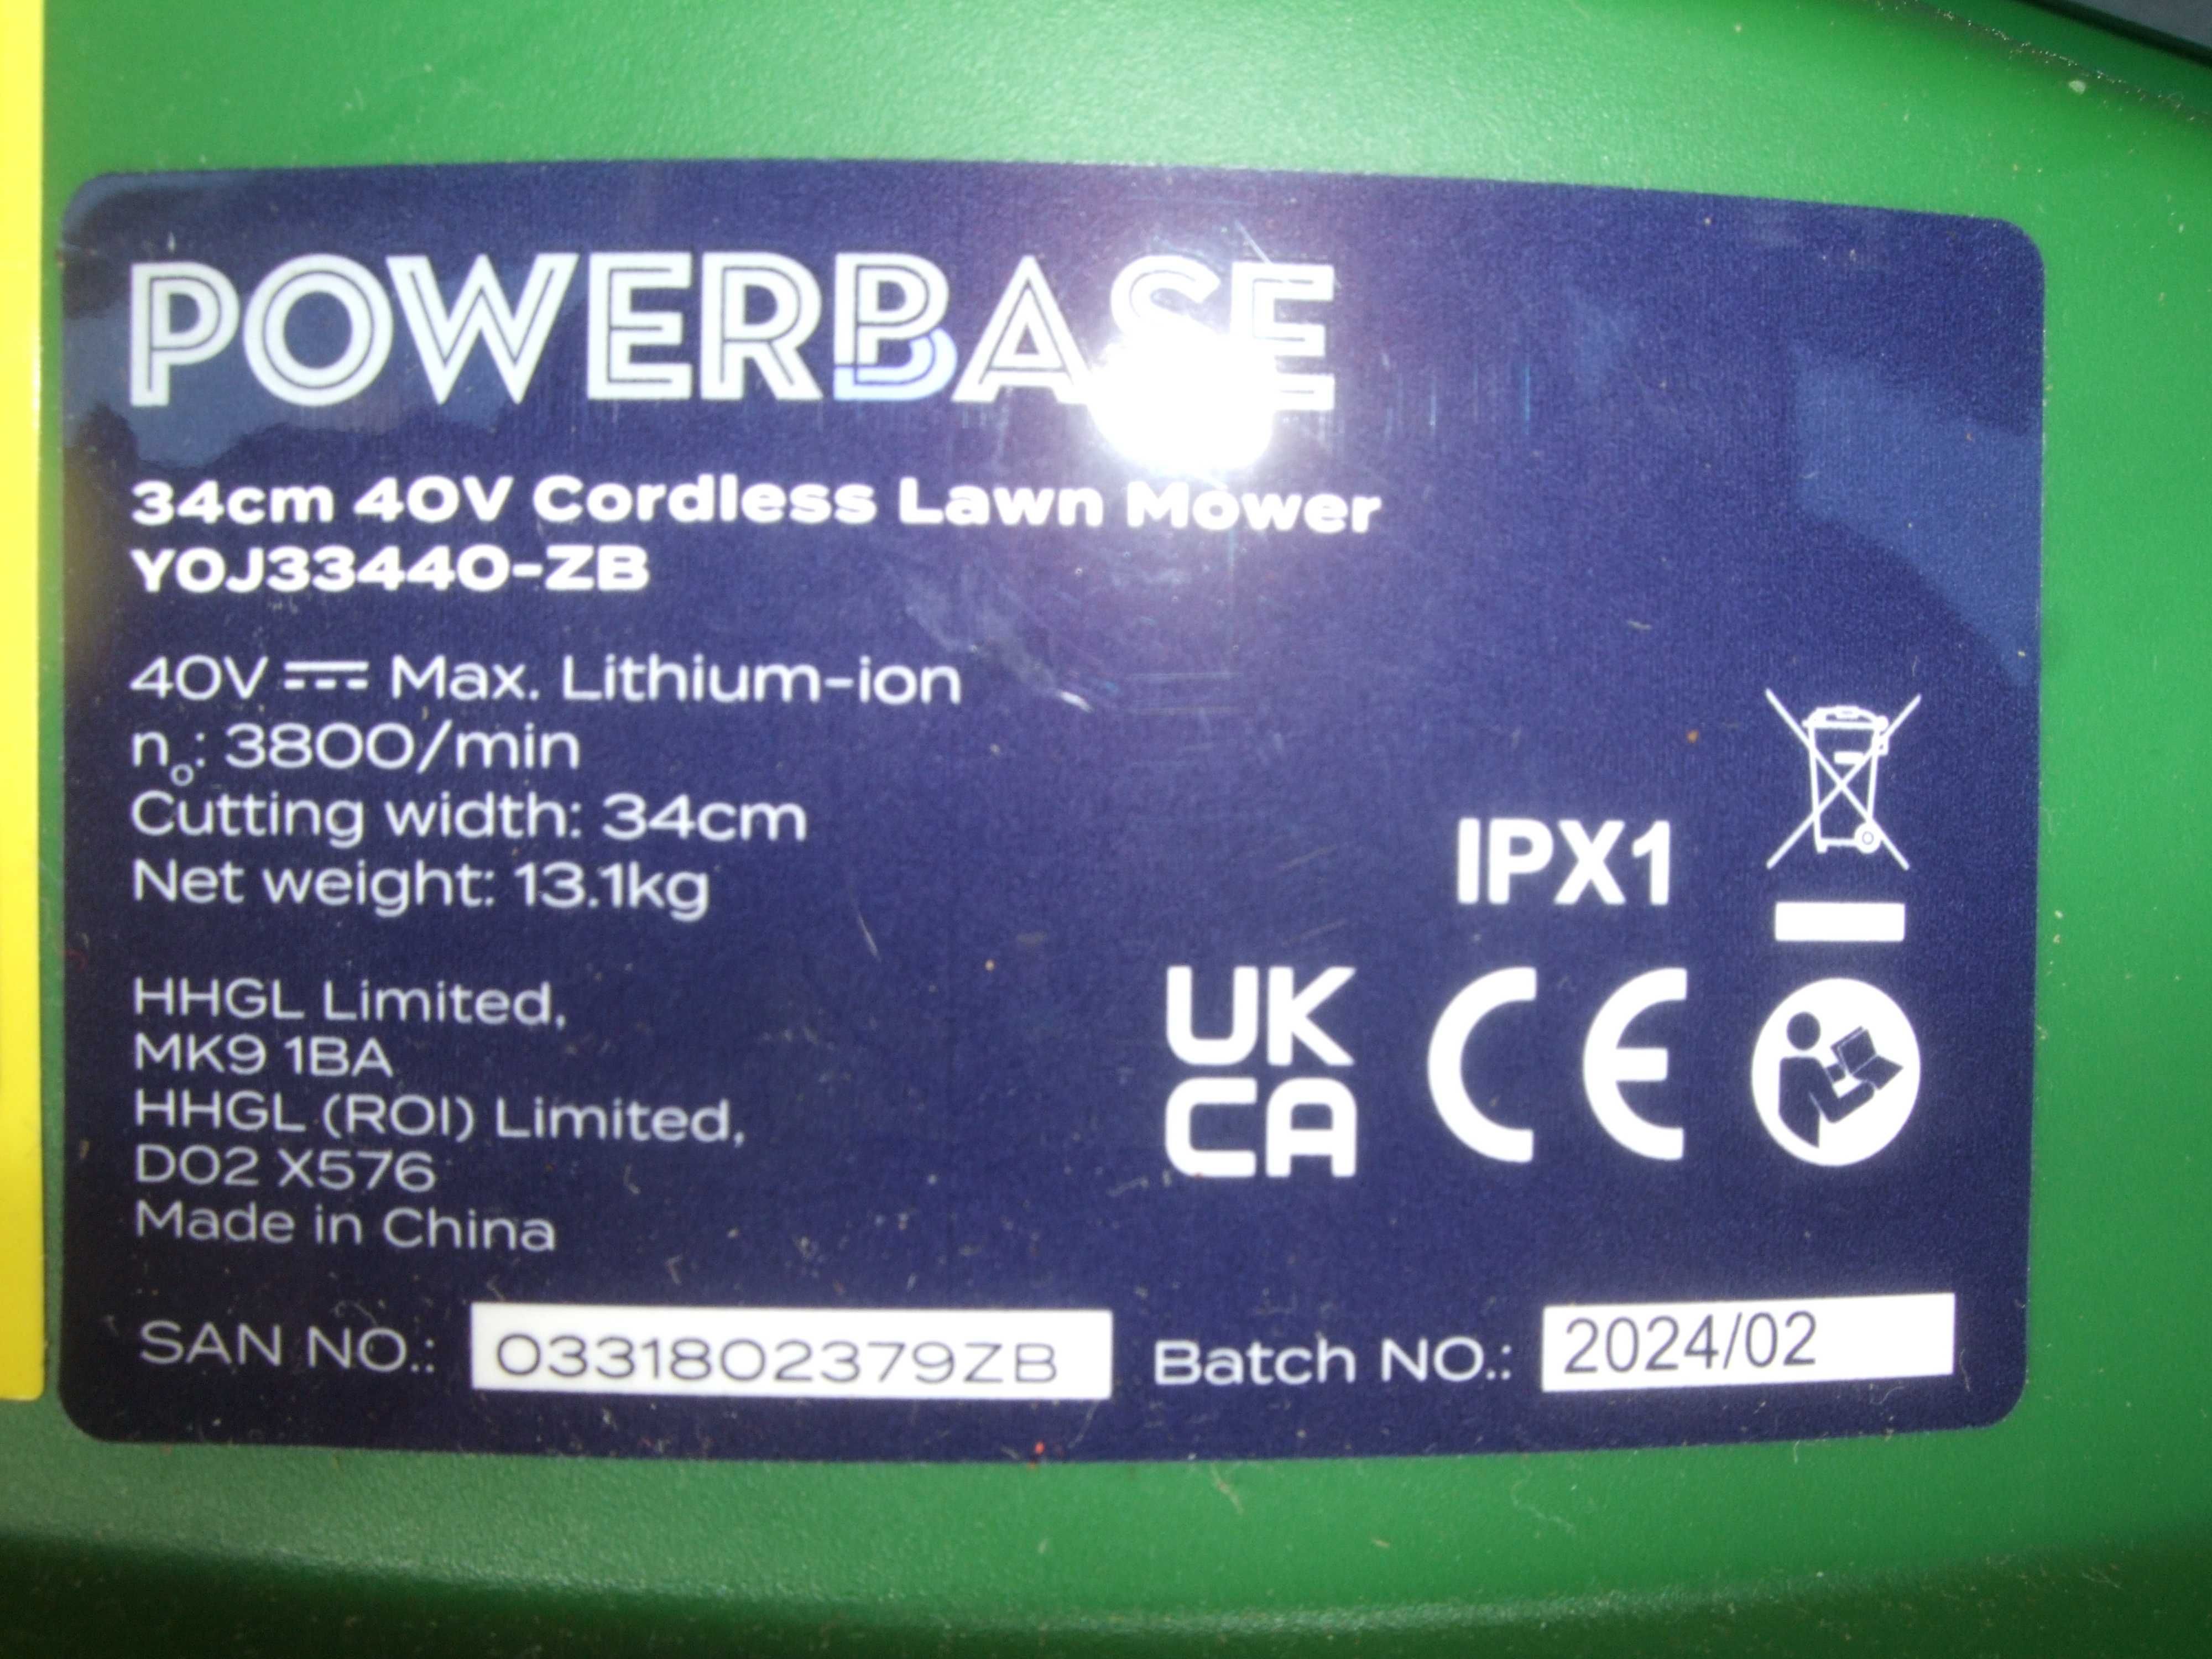 POWERBASE
34cm 40V Cordless Lawn Mower
YOJ33440-ZB
40V ⎓ Max. Lithium-ion
n₀: 3800/min
Cutting width: 34cm
Net weight: 13.1kg
IPX1
HHGL Limited,
MK9 1BA
HHGL (ROI) Limited,
D02 X576
Made in China
UK
CA
CE
SAN NO.: 0331802379ZB
Batch NO.: 2024/02